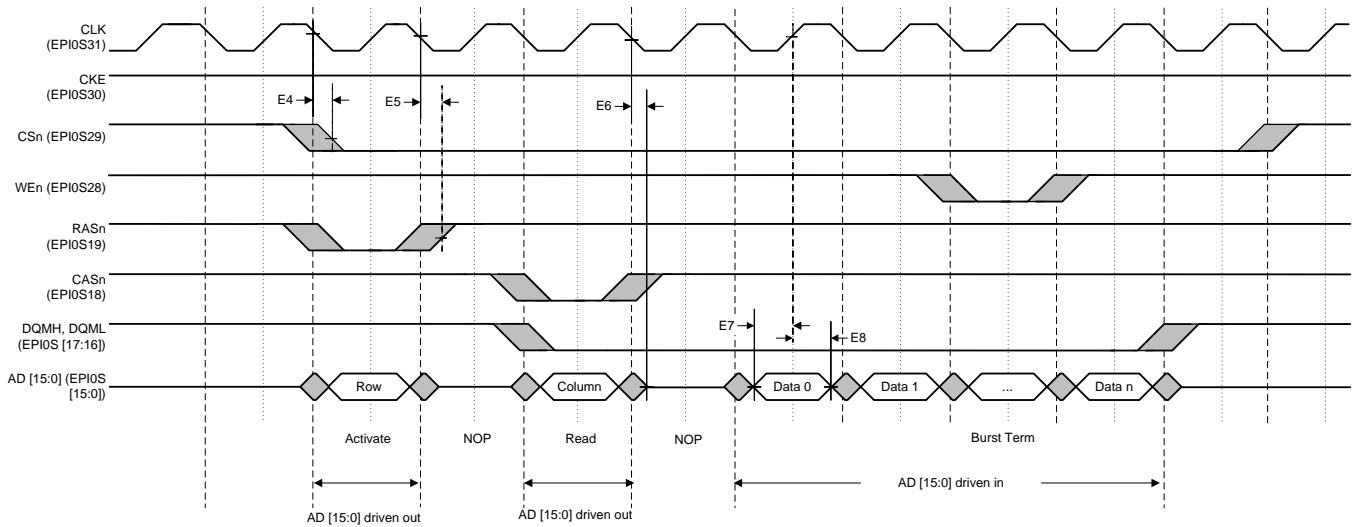 CLK
(EPI0S31)
CKE
(EPI0S30)
E4
E5
E6
CSn (EPI0S29)
WEn (EPI0S28)
RASn
(EPI0S19)
CASn
(EPI0S18)
DQMH, DQML
(EPI0S [17:16])
E7
E8
AD [15:0] (EPI0S
[15:0])
Row
Column
Data 0
Data 1
...
Data n
Activate
NOP
Read
NOP
Burst Term
AD [15:0] driven in
AD [15:0] driven out
AD [15:0] driven out